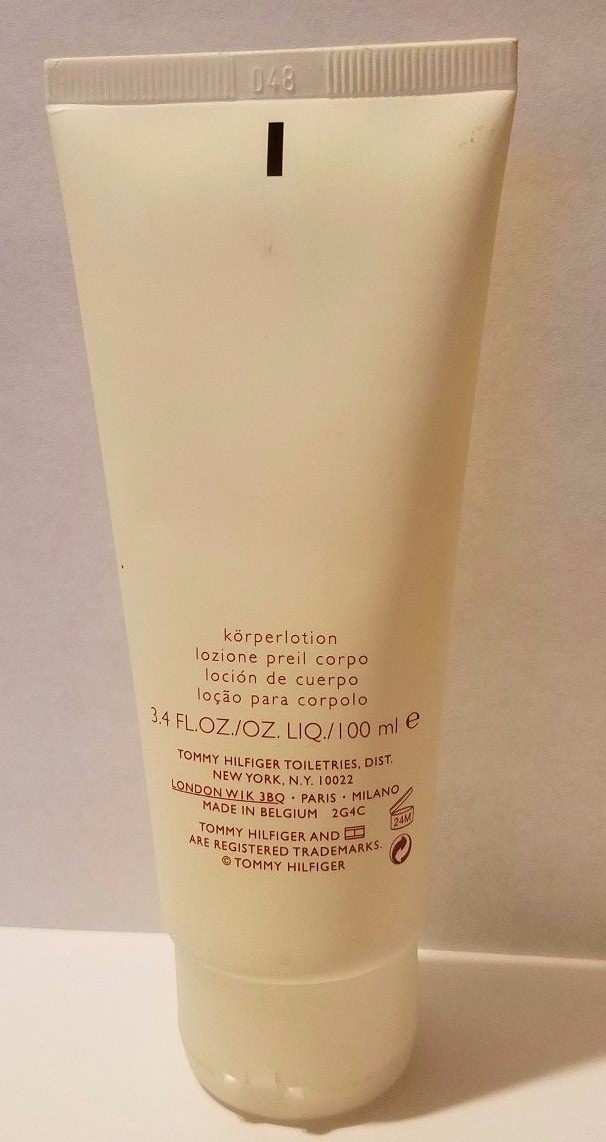 D48
körperlotion
lozione preil corpo
loción de cuerpo
loção para corpolo
3.4 FL.OZ./OZ. LIQ./100 ml ℮
TOMMY HILFIGER TOILETRIES, DIST.
NEW YORK, N.Y. 10022
LONDON W1K 3BQ · PARIS · MILANO
MADE IN BELGIUM 2G4C
24M
TOMMY HILFIGER AND
ARE REGISTERED TRADEMARKS.
© TOMMY HILFIGER